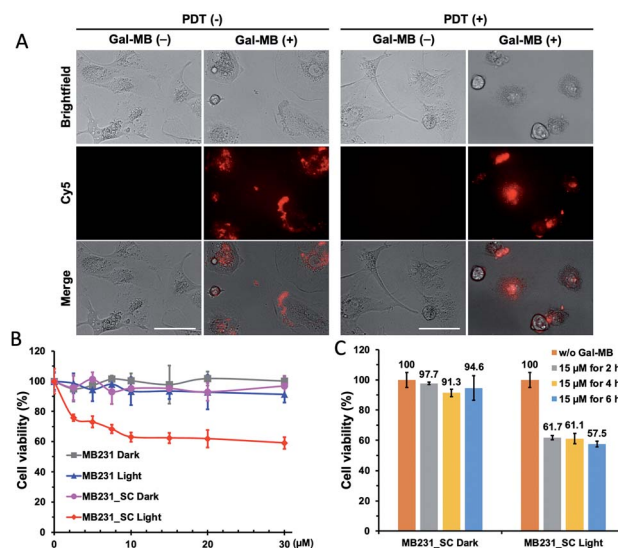 A
PDT (-)
PDT (+)
Gal-MB (–)
Gal-MB (+)
Gal-MB (–)
Gal-MB (+)
Brightfield
Cy5
Merge
B
Cell viability (%)
120
100
80
60
40
20
0
MB231 Dark
MB231 Light
MB231_SC Dark
MB231_SC Light
0
10
20
30
(μM)
C
Cell viability (%)
120
100
80
60
40
20
0
100
97.7
91.3
94.6
100
61.7
61.1
57.5
w/o Gal-MB
15 μM for 2 h
15 μM for 4 h
15 μM for 6 h
MB231_SC Dark
MB231_SC Light